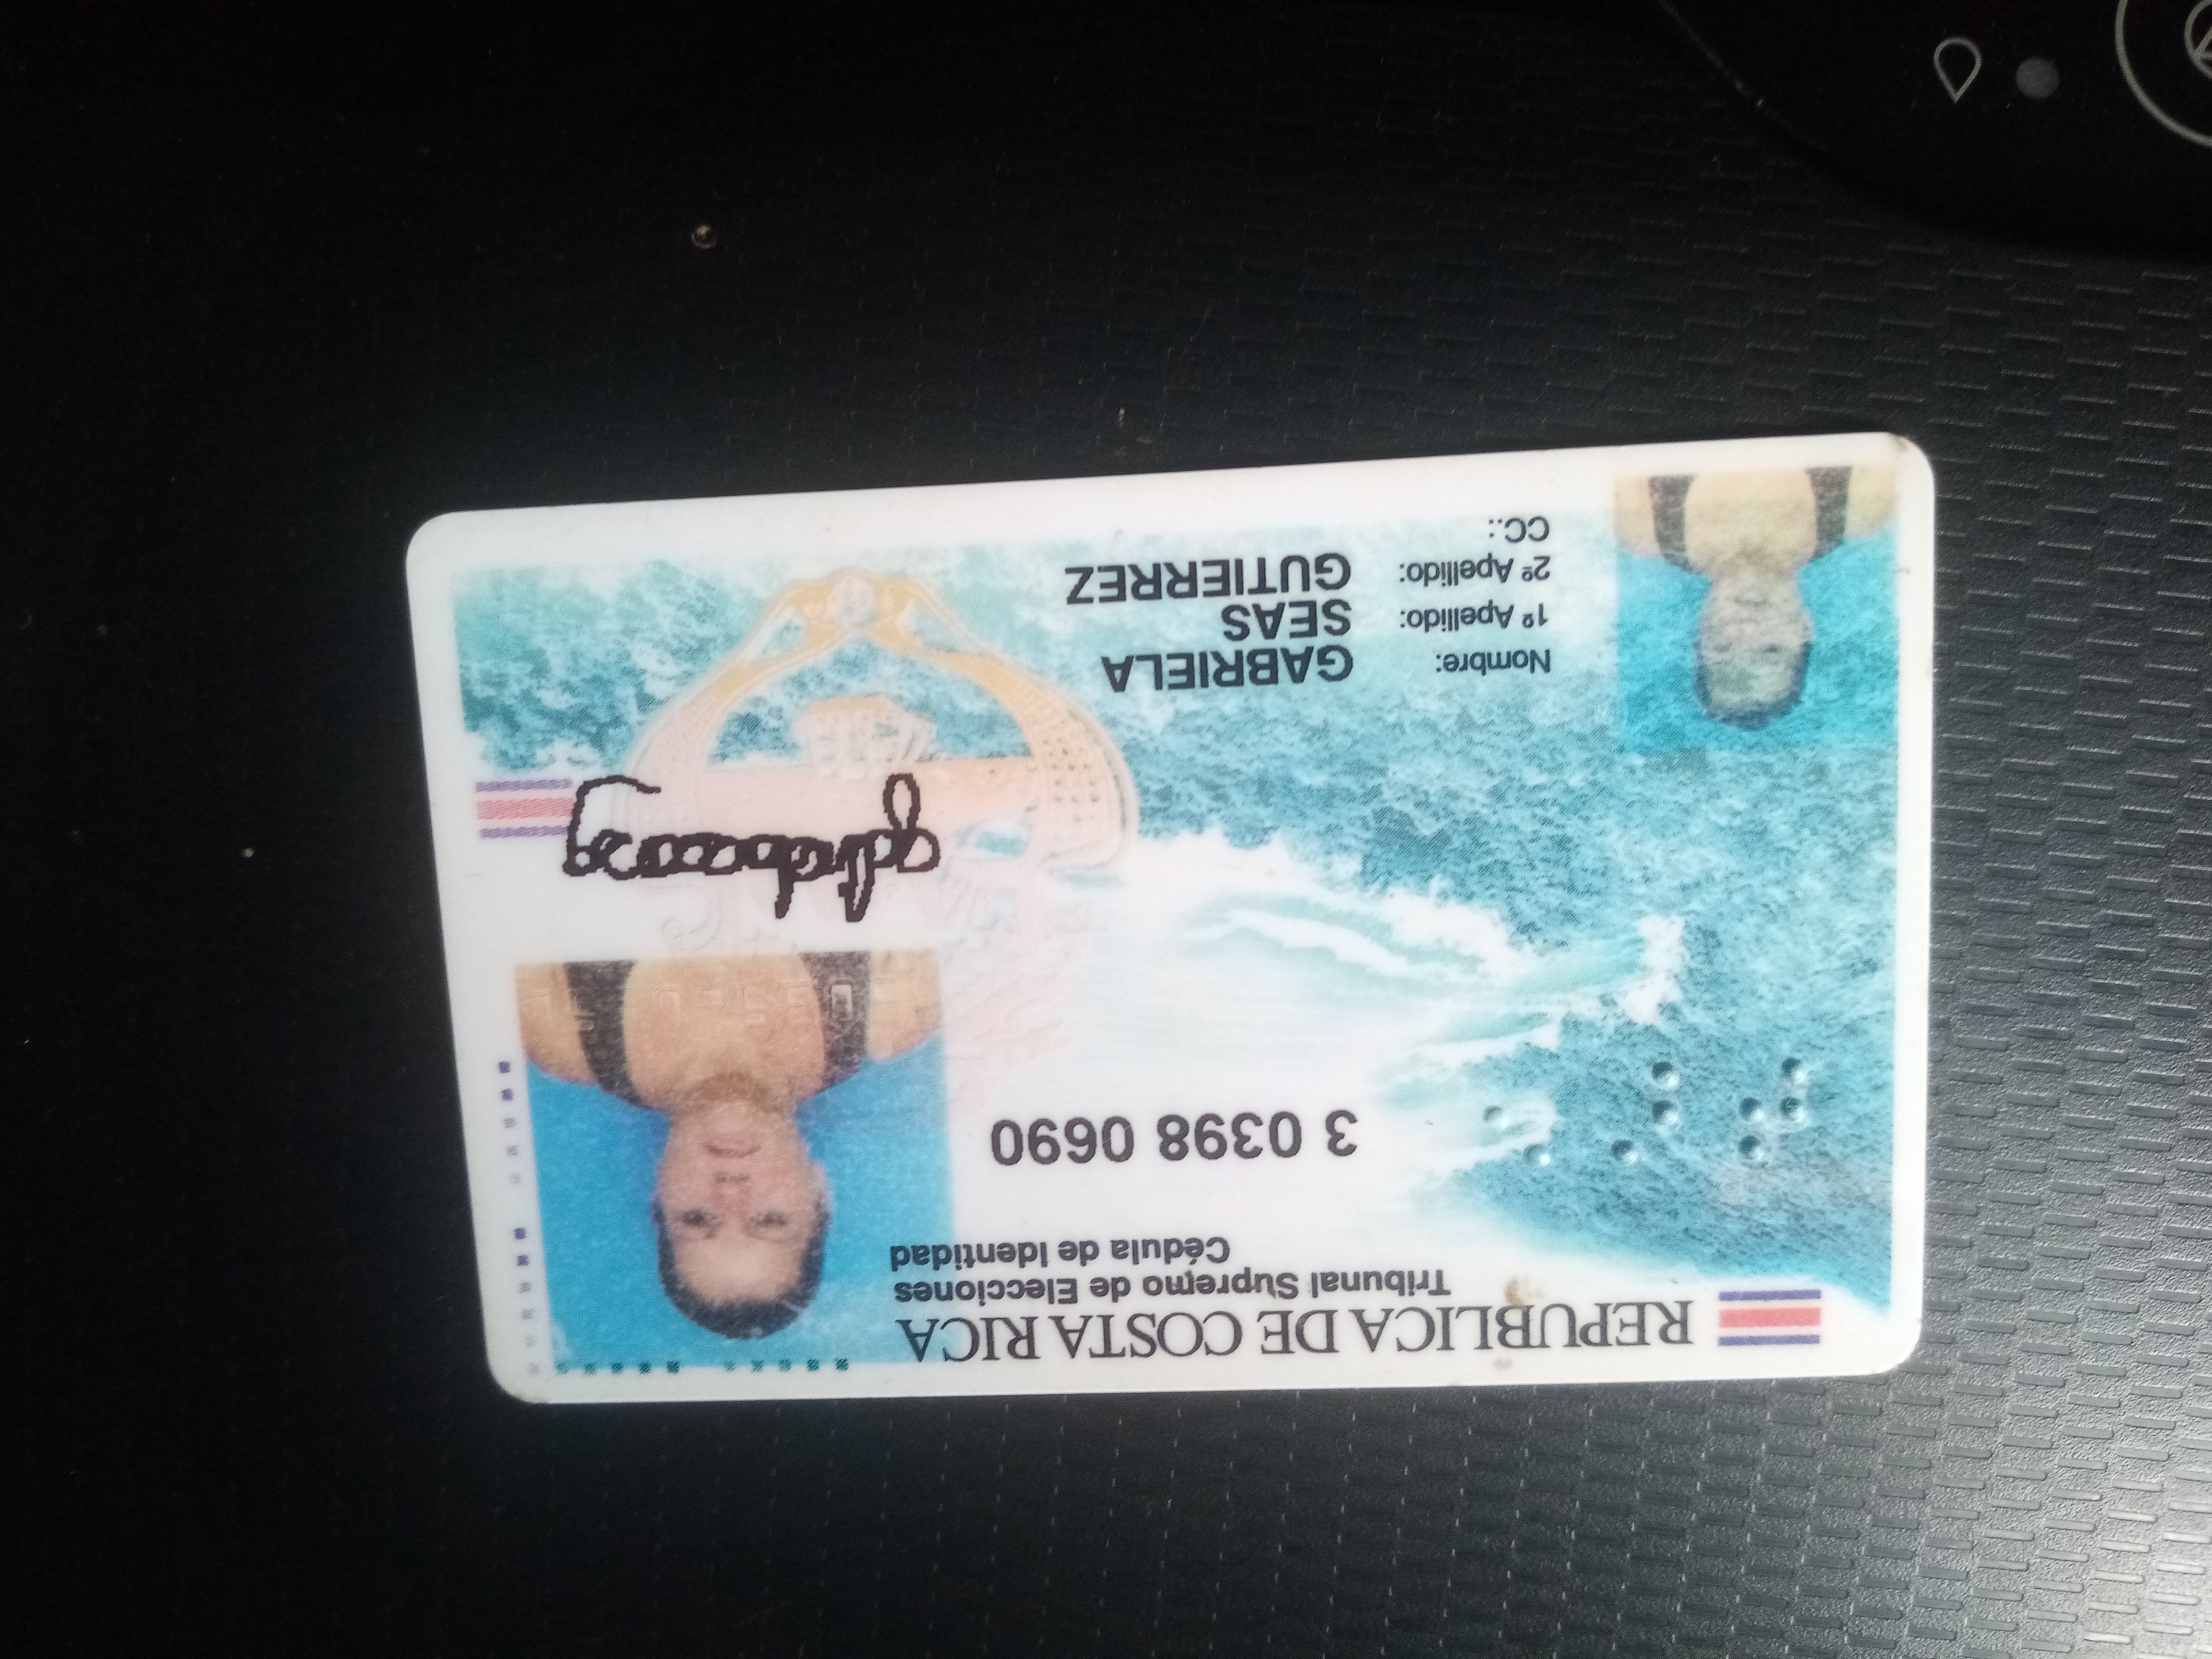 REPUBLICA DE COSTA RICA
Tribunal Supremo de Elecciones
Cédula de Identidad
3 0398 0690
Nombre: GABRIELA
1º Apellido: SEAS
2º Apellido: GUTIERREZ
CC.: